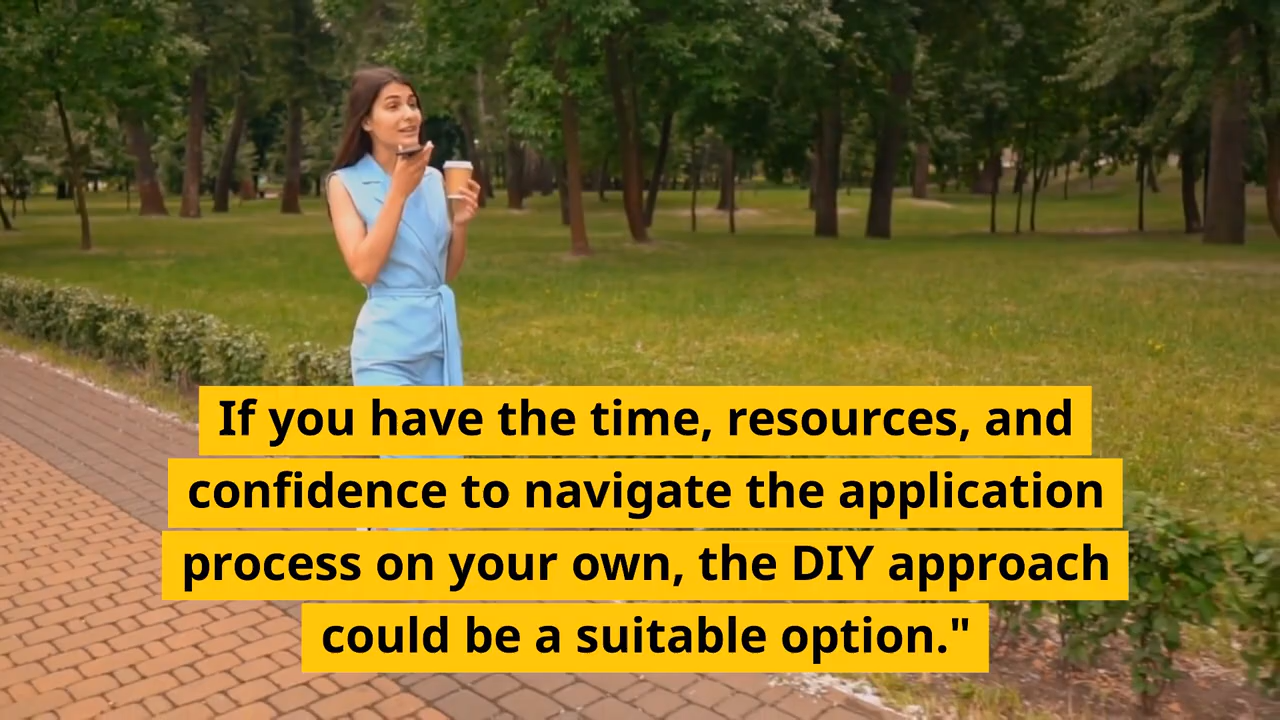 If you have the time, resources, and
confidence to navigate the application
process on your own, the DIY approach
could be a suitable option."